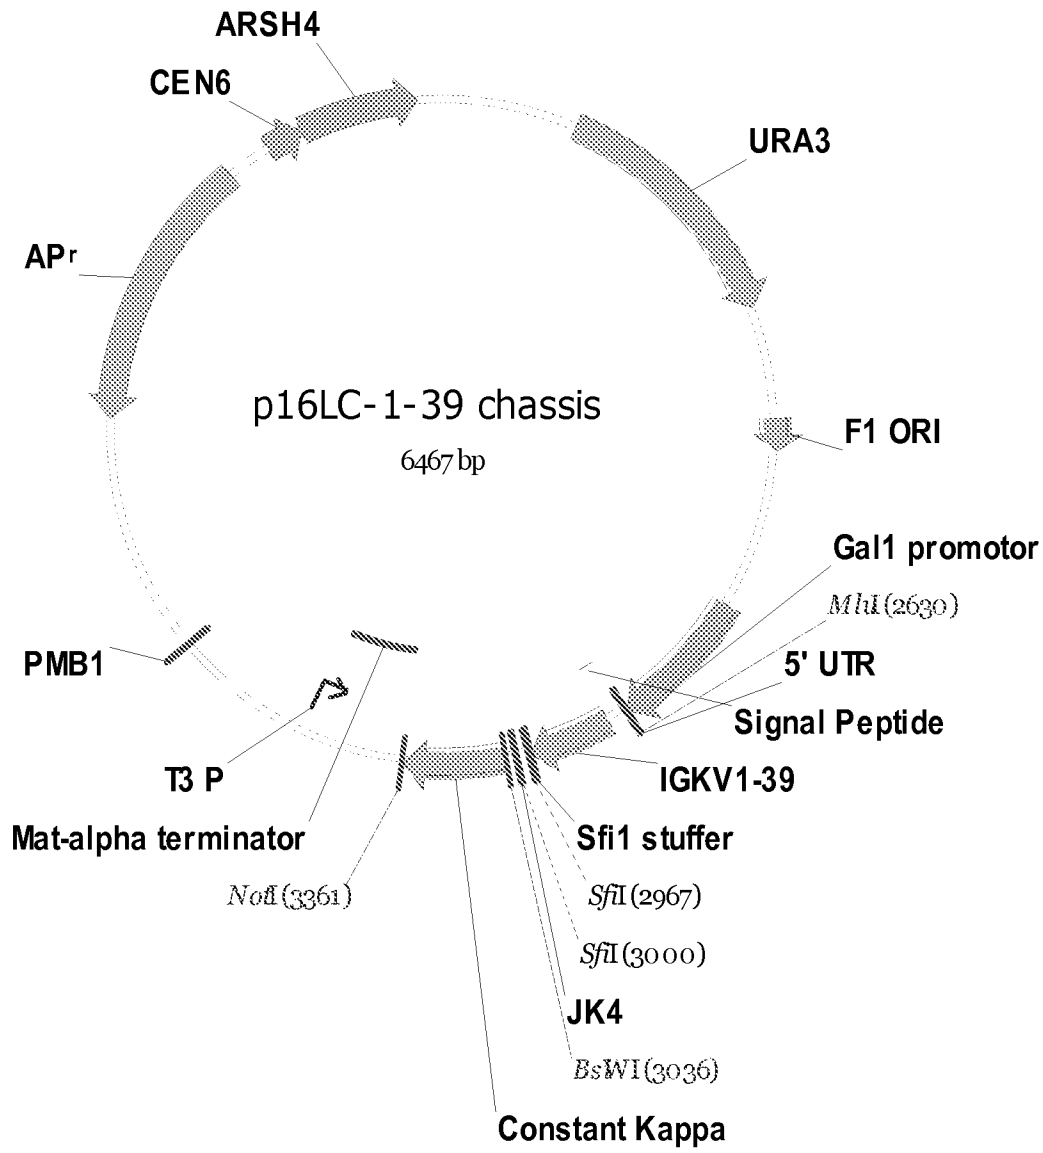 ARSH4
CEN6
URA3
APr
p16LC-1-39 chassis
6467 bp
F1 ORI
Gal1 promotor
MluI (2630)
PMB1
5' UTR
Signal Peptide
T3 P
IGKV1-39
Mat-alpha terminator
Sfi1 stuffer
NotI (3361)
SfiI (2967)
SfiI (3000)
JK4
BsWI (3036)
Constant Kappa